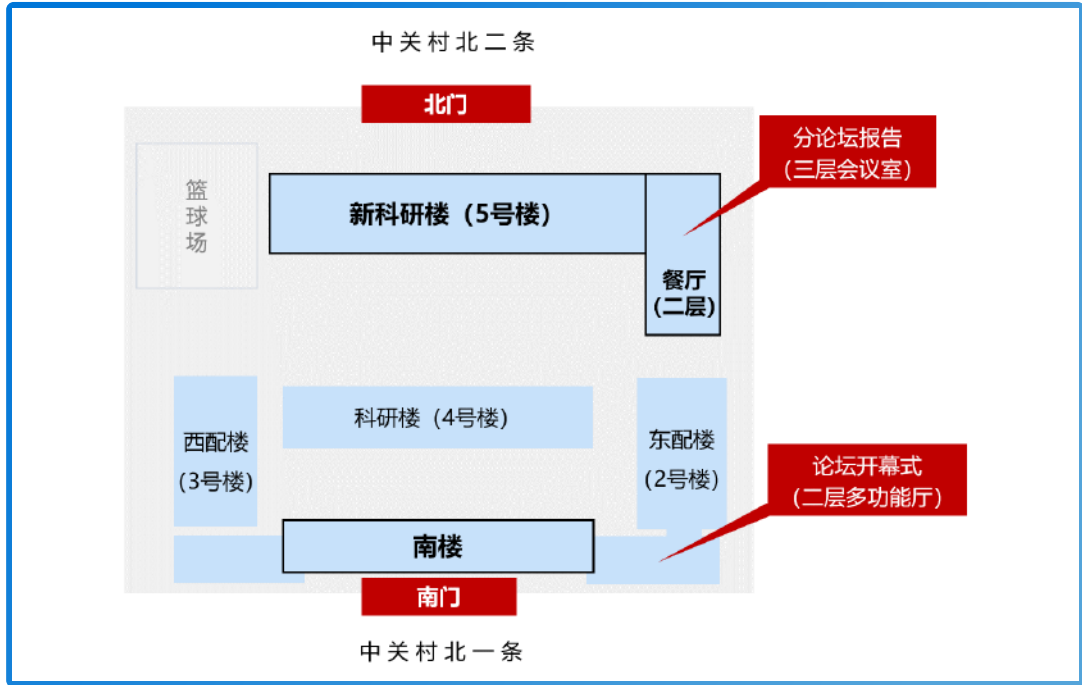 中关村北二条
北门
分论坛报告
（三层会议室）
篮
球
场
新科研楼（5号楼）
餐厅
(二层)
科研楼（4号楼）
西配楼
(3号楼)
东配楼
(2号楼)
论坛开幕式
（二层多功能厅）
南楼
南门
中关村北一条